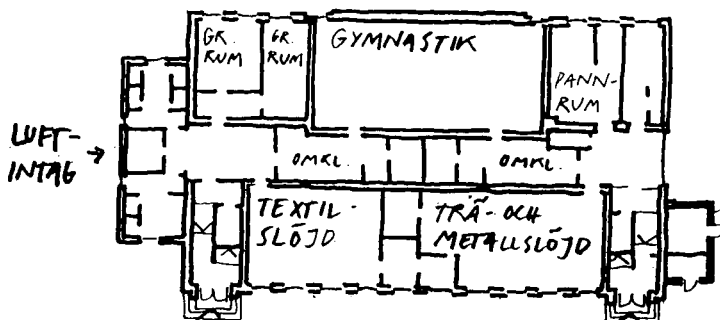 GR.
RUM
GR.
RUM
GYMNASTIK
PANN-
RUM
LUFT-
INTAG
OMKL.
OMKL.
TEXTIL-
SLÖJD
TRÄ- OCH
METALLSLÖJD